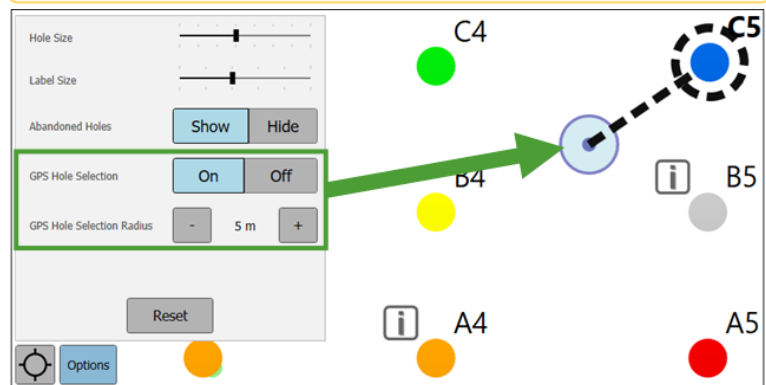 Hole Size
Label Size
Abandoned Holes Show Hide
GPS Hole Selection On Off
GPS Hole Selection Radius - 5 m +
Reset
Options
C4
C5
B4
i B5
i A4
A5